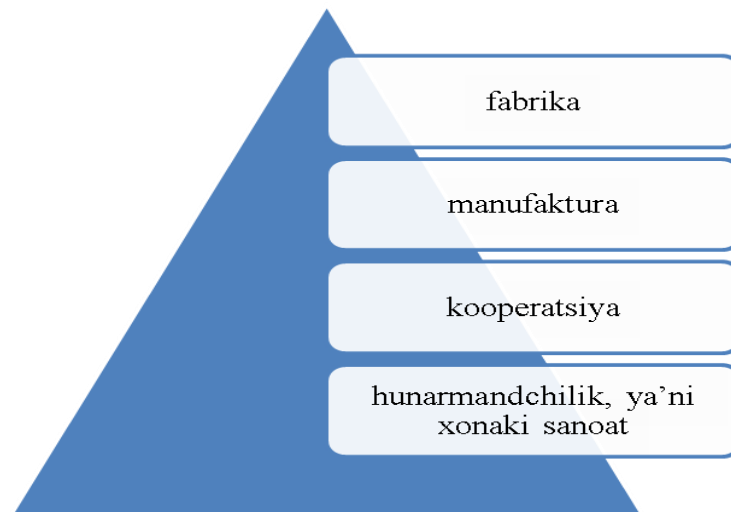 fabrika
manufaktura
kooperatsiya
hunarmandchilik, ya’ni
xonaki sanoat